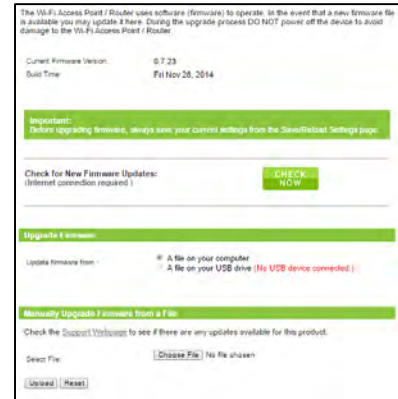 The Wi-Fi Access Point / Router uses software (firmware) to operate. In the event that a new firmware file
is available you may update it here. During the upgrade process DO NOT power off the device to avoid
damage to the Wi-Fi Access Point / Router
Current Firmware Version: 0.7.23
Build Time: Fri Nov 28, 2014
Important:
Before upgrading firmware, always save your current settings from the Save/Reload Settings page.
Check for New Firmware Updates:
(Internet connection required )
CHECK
NOW
Upgrade Firmware:
Update firmware from :
A file on your computer
A file on your USB drive (No USB device connected.)
Manually Upgrade Firmware from a File
Check the Support Webpage to see if there are any updates available for this product.
Select File: Choose File No file chosen
Upload Reset